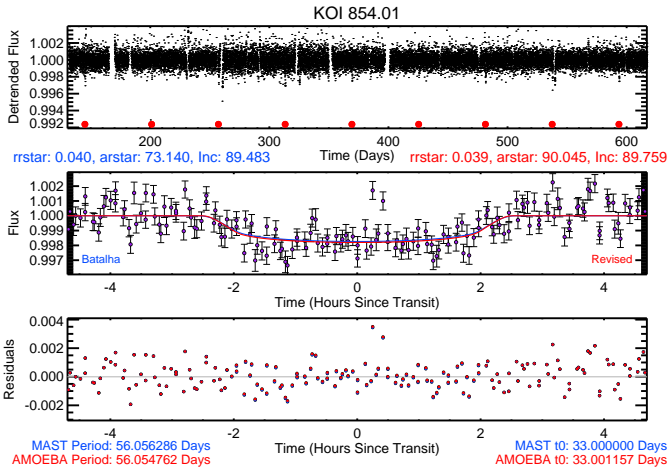 KOI 854.01
Detrended Flux
1.002
1.000
0.998
0.996
0.994
0.992
200
300
400
500
600
Time (Days)
rrstar: 0.040, arstar: 73.140, Inc: 89.483
rrstar: 0.039, arstar: 90.045, Inc: 89.759
Flux
1.002
1.001
1.000
0.999
0.998
0.997
Batalha
Revised
-4
-2
0
2
4
Time (Hours Since Transit)
Residuals
0.004
0.002
0.000
-0.002
-4
-2
0
2
4
Time (Hours Since Transit)
MAST Period: 56.056286 Days
MAST t0: 33.000000 Days
AMOEBA Period: 56.054762 Days
AMOEBA t0: 33.001157 Days